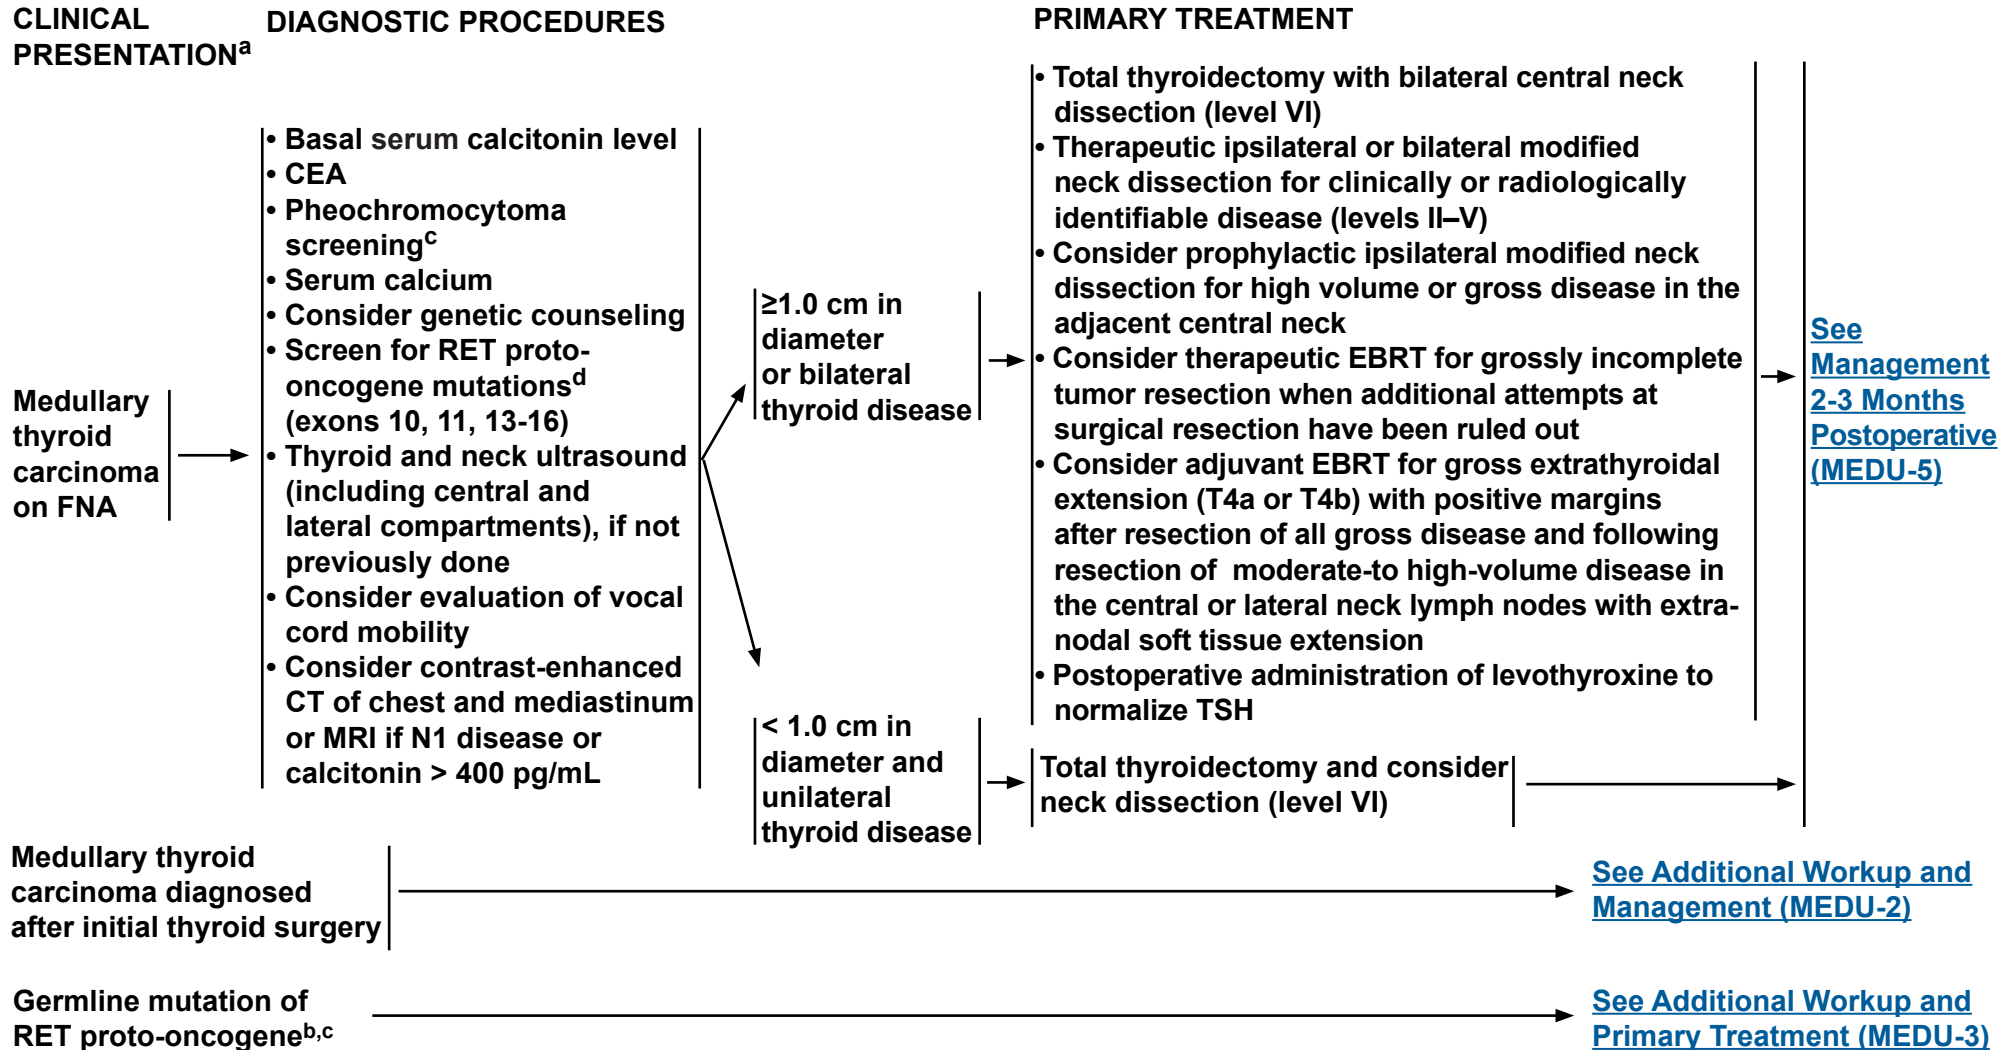 CLINICAL
PRESENTATIONa
DIAGNOSTIC PROCEDURES
PRIMARY TREATMENT
Medullary
thyroid
carcinoma
on FNA
• Basal serum calcitonin level
• CEA
• Pheochromocytoma
screeningc
• Serum calcium
• Consider genetic counseling
• Screen for RET proto-
oncogene mutationsd
(exons 10, 11, 13-16)
• Thyroid and neck ultrasound
(including central and
lateral compartments), if not
previously done
• Consider evaluation of vocal
cord mobility
• Consider contrast-enhanced
CT of chest and mediastinum
or MRI if N1 disease or
calcitonin > 400 pg/mL
≥1.0 cm in
diameter
or bilateral
thyroid disease
• Total thyroidectomy with bilateral central neck
dissection (level VI)
• Therapeutic ipsilateral or bilateral modified
neck dissection for clinically or radiologically
identifiable disease (levels II–V)
• Consider prophylactic ipsilateral modified neck
dissection for high volume or gross disease in the
adjacent central neck
• Consider therapeutic EBRT for grossly incomplete
tumor resection when additional attempts at
surgical resection have been ruled out
• Consider adjuvant EBRT for gross extrathyroidal
extension (T4a or T4b) with positive margins
after resection of all gross disease and following
resection of moderate-to high-volume disease in
the central or lateral neck lymph nodes with extra-
nodal soft tissue extension
• Postoperative administration of levothyroxine to
normalize TSH
< 1.0 cm in
diameter and
unilateral
thyroid disease
Total thyroidectomy and consider
neck dissection (level VI)
See
Management
2-3 Months
Postoperative
(MEDU-5)
Medullary thyroid
carcinoma diagnosed
after initial thyroid surgery
See Additional Workup and
Management (MEDU-2)
Germline mutation of
RET proto-oncogeneb,c
See Additional Workup and
Primary Treatment (MEDU-3)